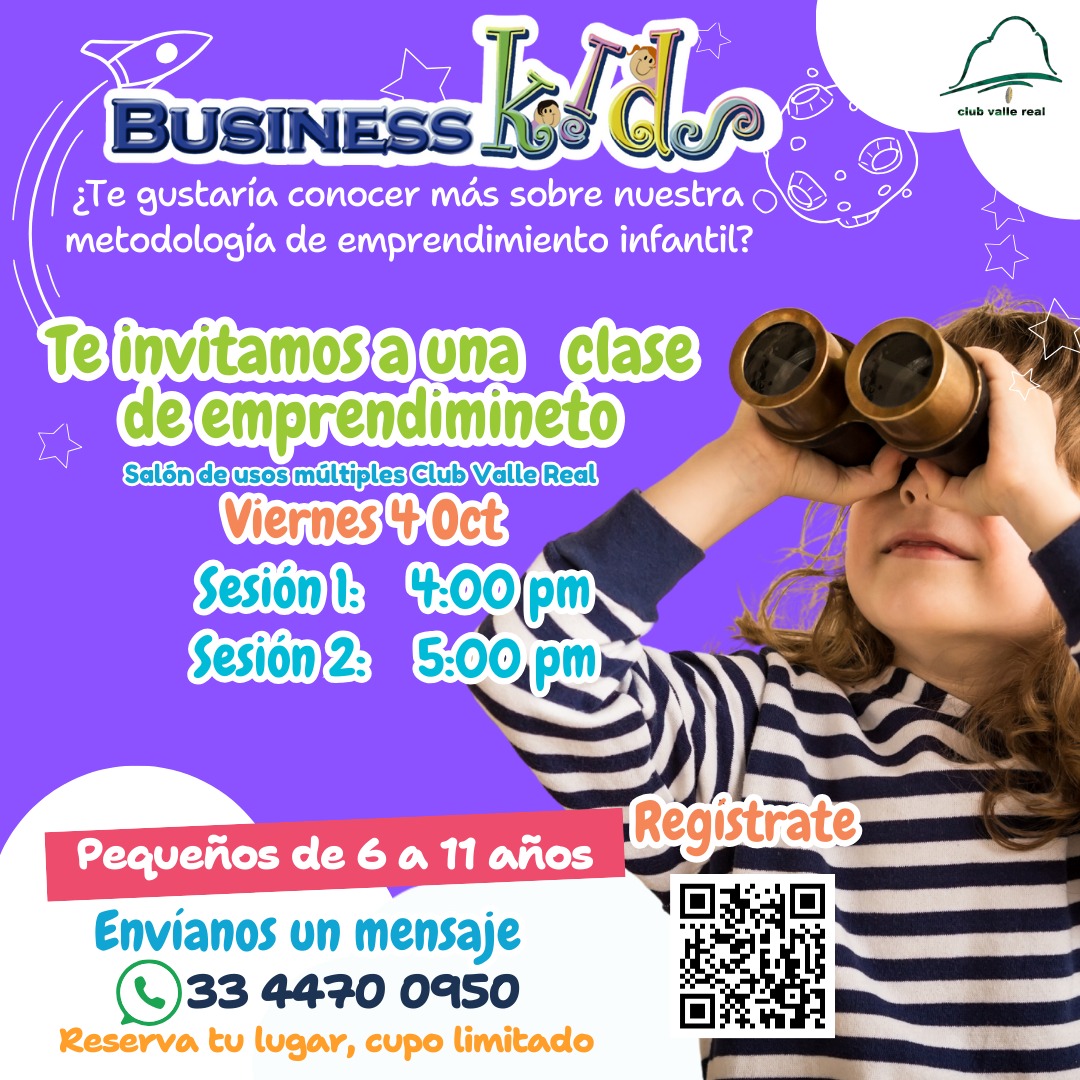 BUSINESS KIDS
club valle real
¿Te gustaría conocer más sobre nuestra
metodología de emprendimiento infantil?
Te invitamos a una clase
de emprendimineto
Salón de usos múltiples Club Valle Real
Viernes 4 Oct
Sesión 1: 4:00 pm
Sesión 2: 5:00 pm
Regístrate
Pequeños de 6 a 11 años
Envíanos un mensaje
33 4470 0950
Reserva tu lugar, cupo limitado